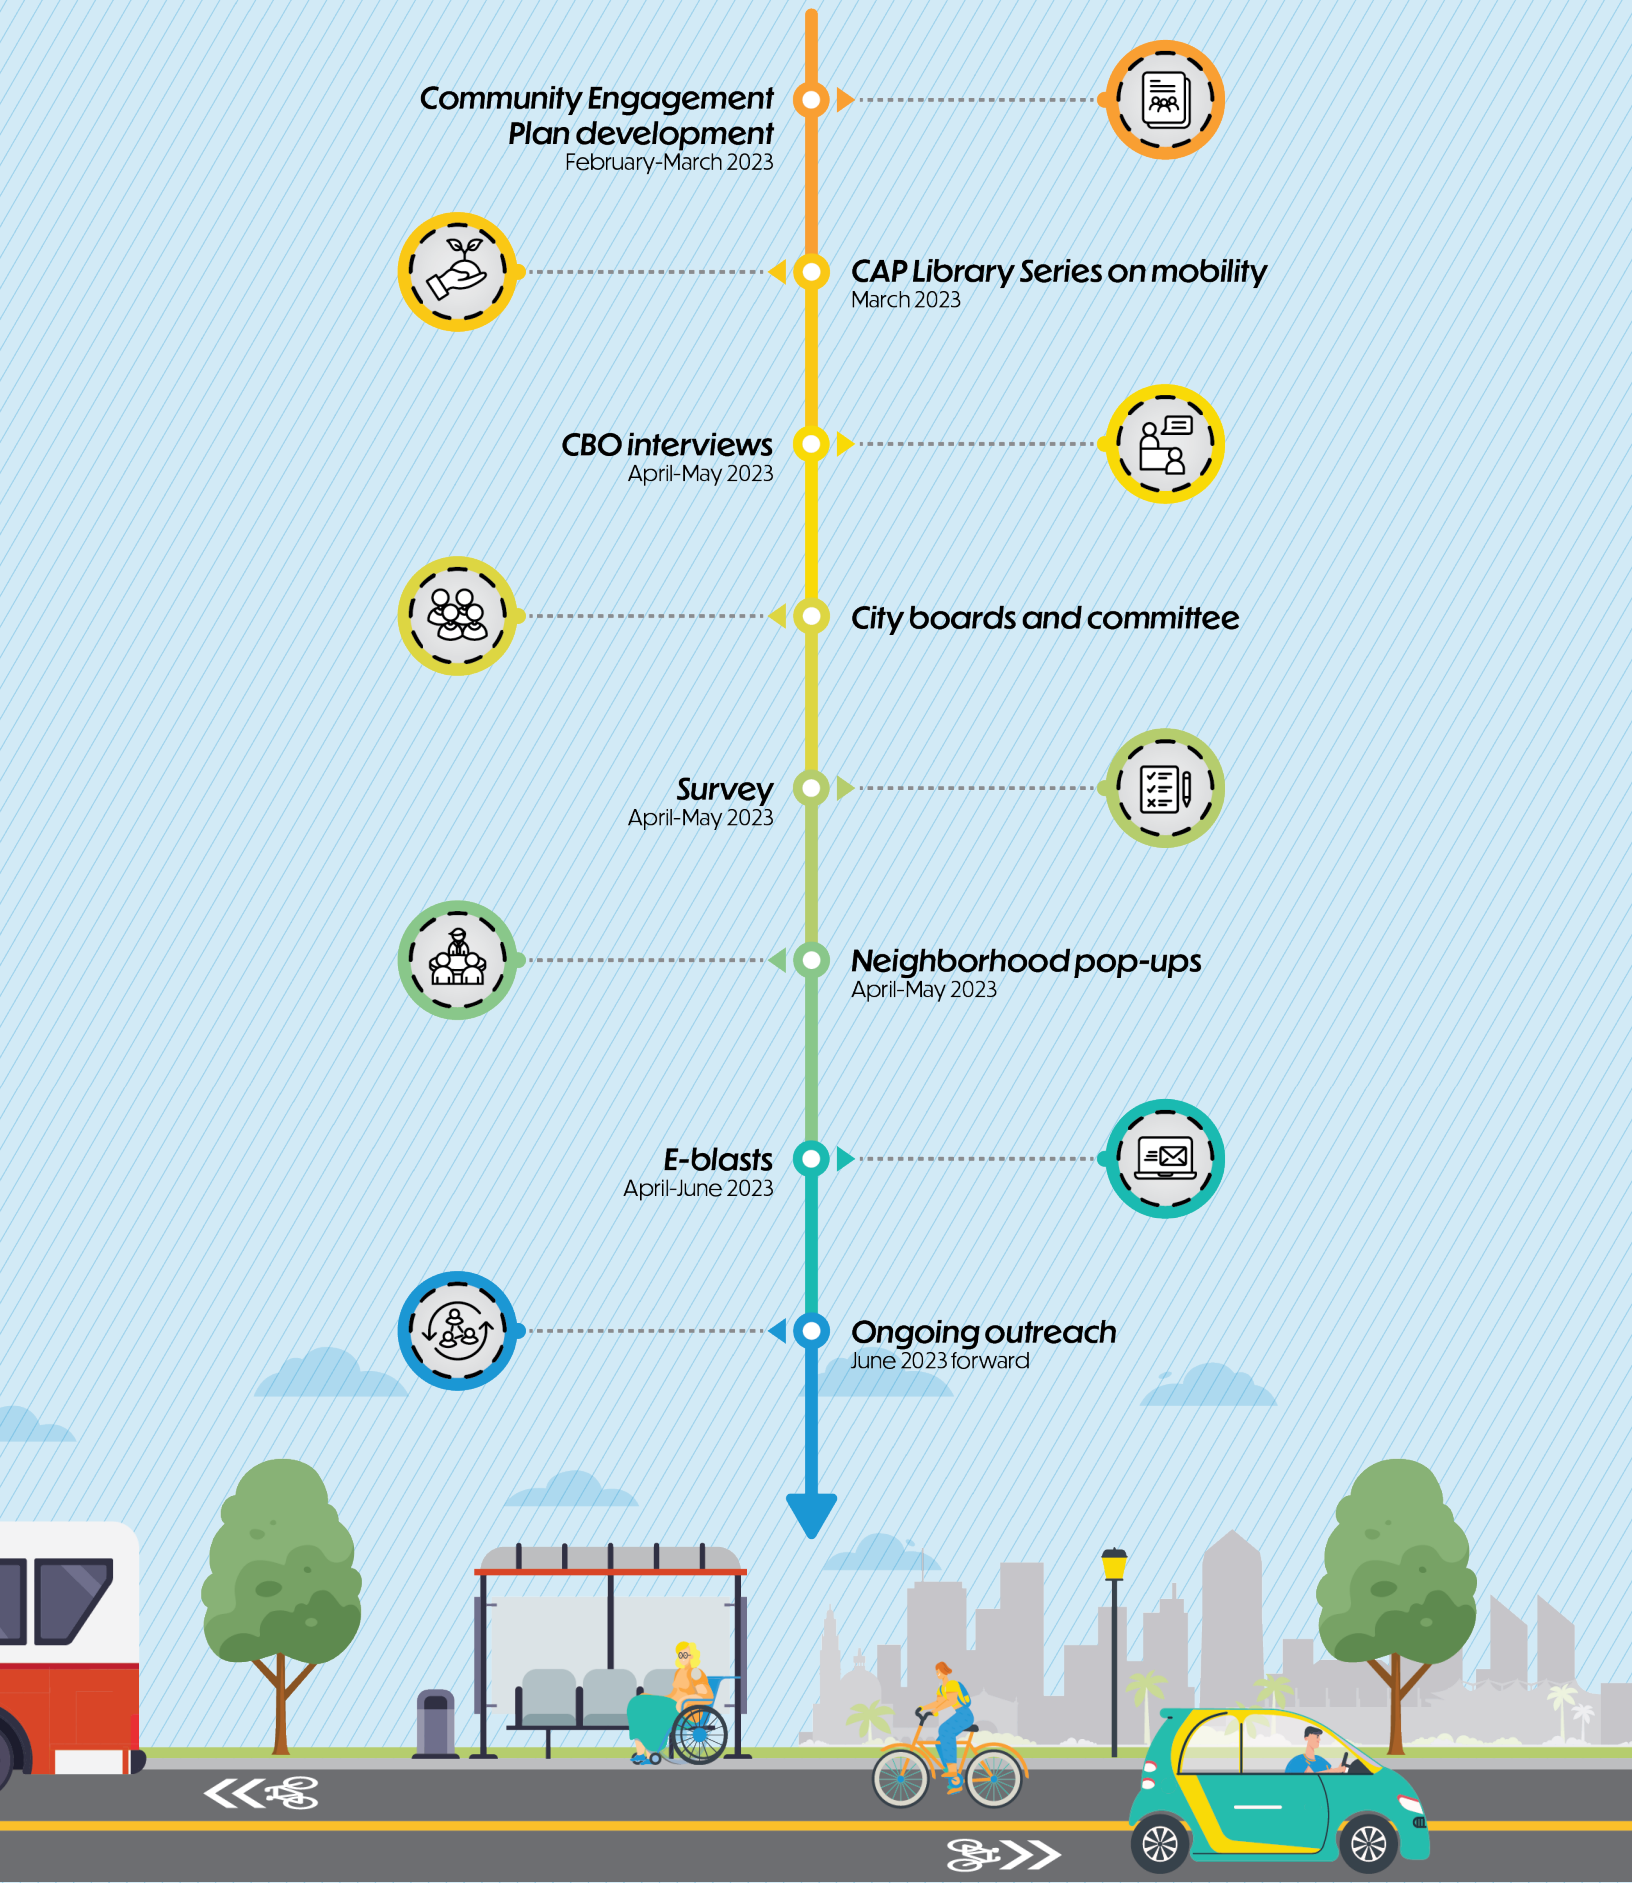 Community Engagement
Plan development
February-March 2023
CAP Library Series on mobility
March 2023
CBO interviews
April-May 2023
City boards and committee
Survey
April-May 2023
Neighborhood pop-ups
April-May 2023
E-blasts
April-June 2023
Ongoing outreach
June 2023 forward